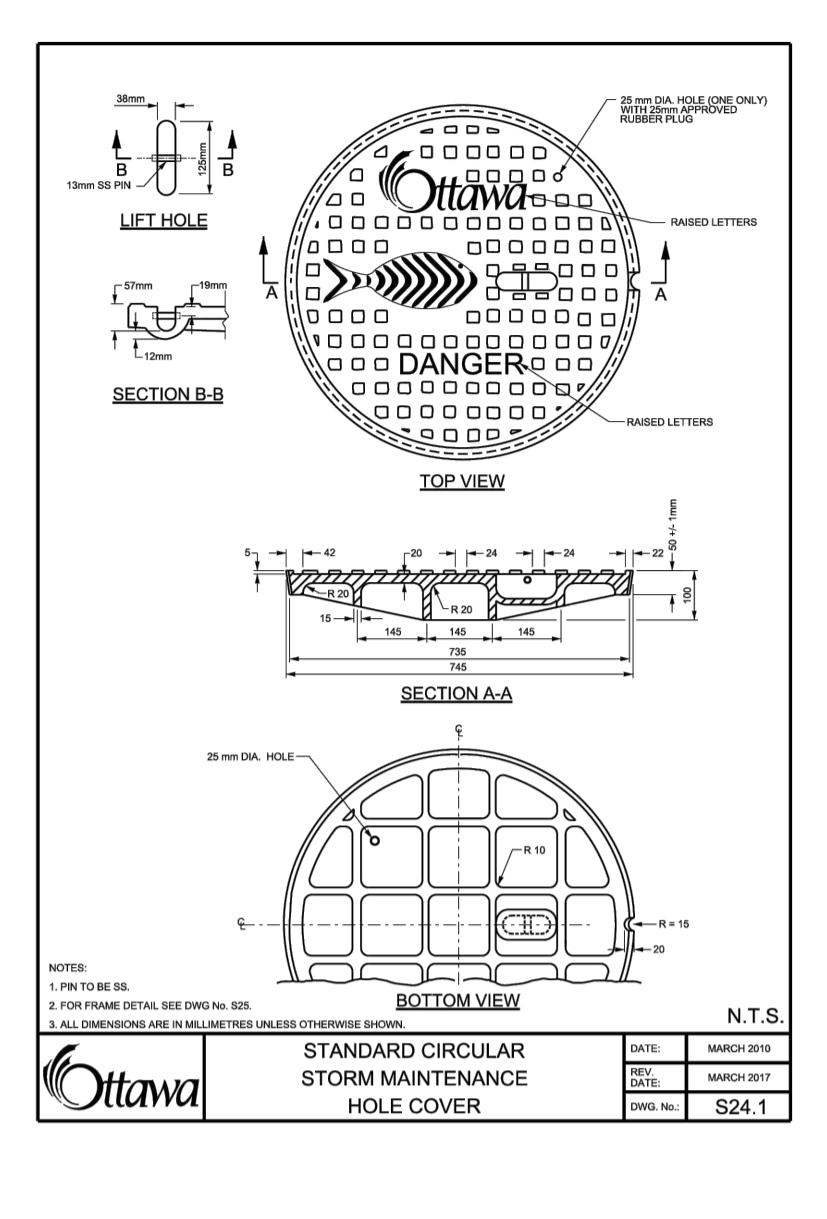 38mm
125mm
B
B
13mm SS PIN
LIFT HOLE
57mm
19mm
12mm
SECTION B-B
25 mm DIA. HOLE (ONE ONLY)
WITH 25mm APPROVED
RUBBER PLUG
Ottawa
RAISED LETTERS
A
A
DANGER
RAISED LETTERS
TOP VIEW
5
42
20
24
24
22
50 +/- 1mm
100
R 20
R 20
15
145
145
145
735
745
SECTION A-A
℄
25 mm DIA. HOLE
R 10
℄
R = 15
20
BOTTOM VIEW
NOTES:
1. PIN TO BE SS.
2. FOR FRAME DETAIL SEE DWG No. S25.
3. ALL DIMENSIONS ARE IN MILLIMETRES UNLESS OTHERWISE SHOWN.
N.T.S.
Ottawa
STANDARD CIRCULAR
STORM MAINTENANCE
HOLE COVER
DATE: MARCH 2010
REV. DATE: MARCH 2017
DWG. No.: S24.1